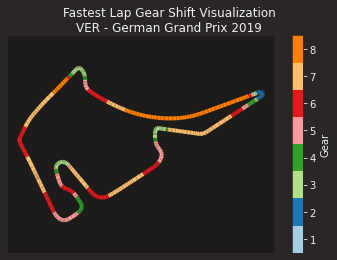 Fastest Lap Gear Shift Visualization
VER - German Grand Prix 2019
8
7
6
5
4
3
2
1
Gear